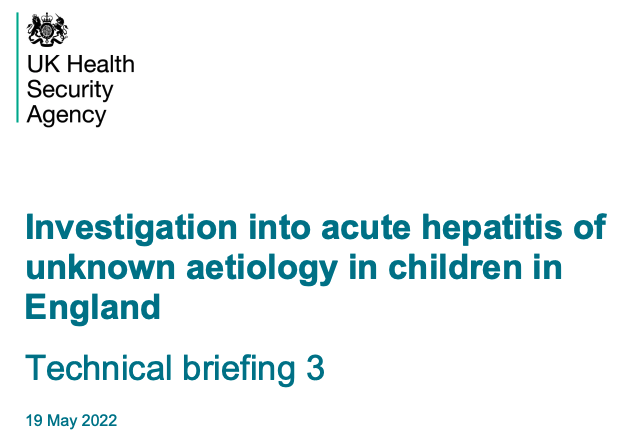 UK Health
Security
Agency
Investigation into acute hepatitis of
unknown aetiology in children in
England
Technical briefing 3
19 May 2022